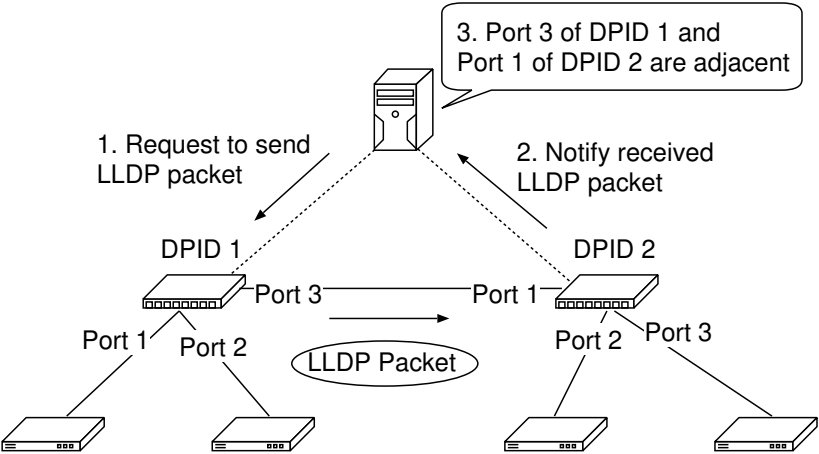 3. Port 3 of DPID 1 and
Port 1 of DPID 2 are adjacent
1. Request to send
LLDP packet
2. Notify received
LLDP packet
DPID 1
DPID 2
Port 3
Port 1
Port 1
Port 2
LLDP Packet
Port 2
Port 3